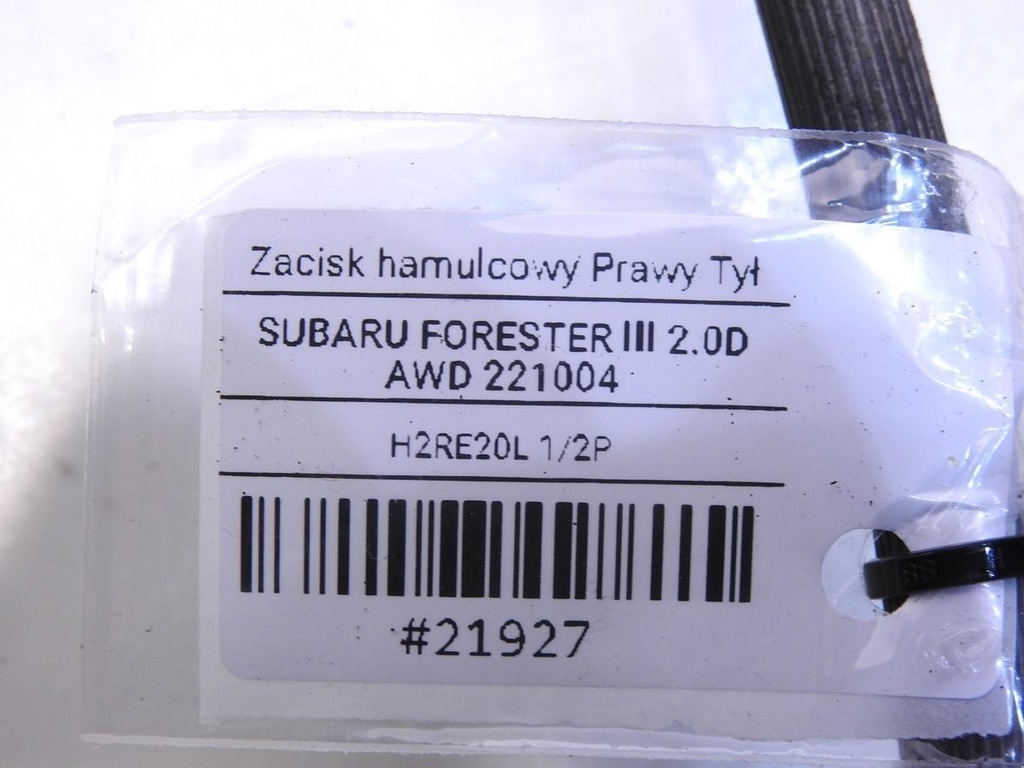 Zacisk hamulcowy Prawy Tył
SUBARU FORESTER III 2.0D
AWD 221004
H2RE20L 1/2P
#21927